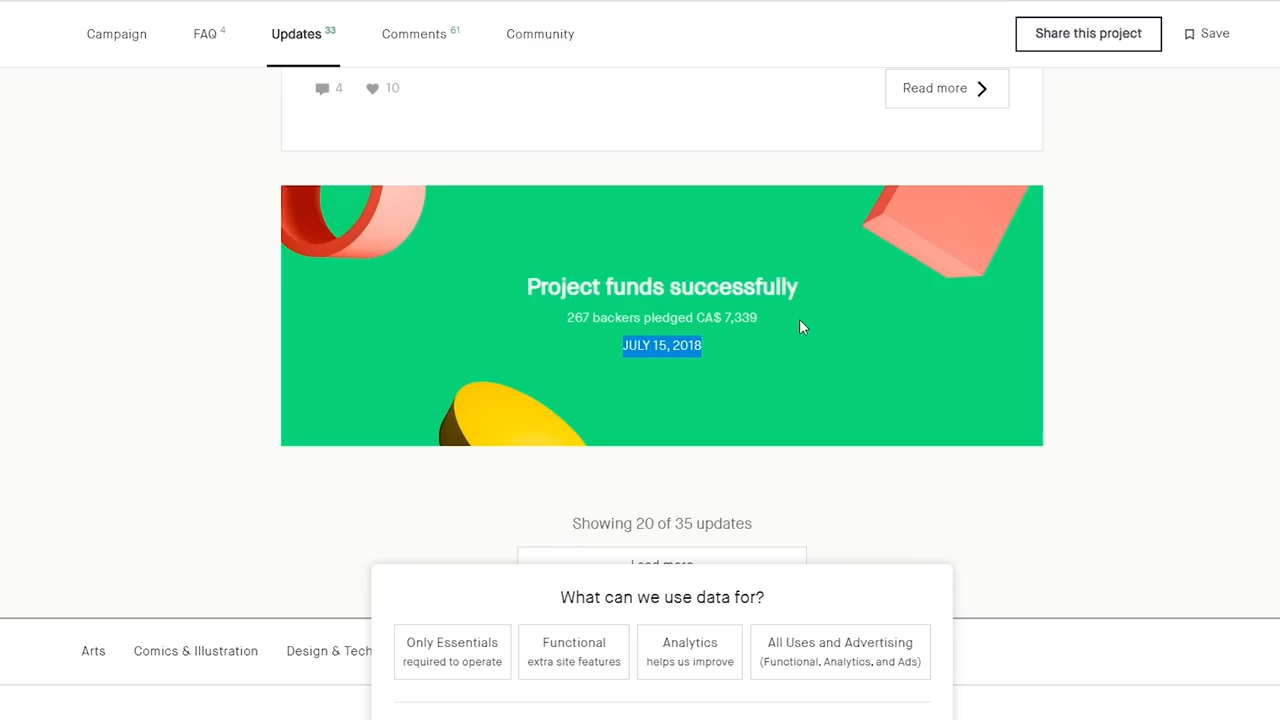 Campaign FAQ 4 Updates 33 Comments 61 Community Share this project Save
4 10 Read more
Project funds successfully
267 backers pledged CA$ 7,339
JULY 15, 2018
Showing 20 of 35 updates
Load more
What can we use data for?
Only Essentials
required to operate
Functional
extra site features
Analytics
helps us improve
All Uses and Advertising
(Functional, Analytics, and Ads)
Arts Comics & Illustration Design & Tech